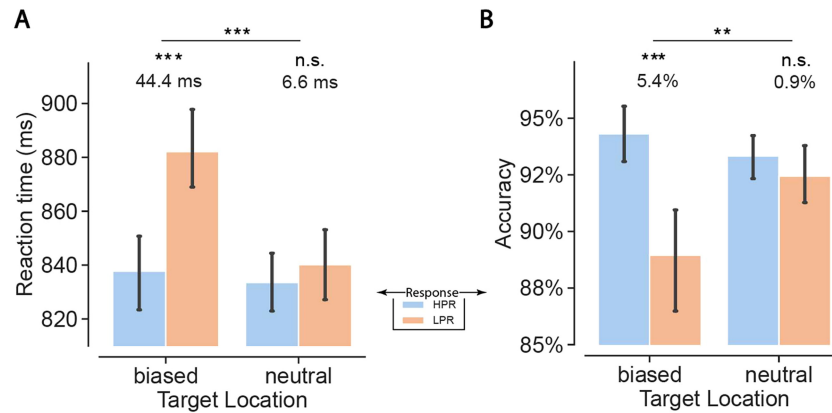 A
***
***
n.s.
44.4 ms
6.6 ms
Reaction time (ms)
900
880
860
840
820
biased
neutral
Target Location
Response
HPR
LPR
B
**
***
n.s.
5.4%
0.9%
Accuracy
95%
92%
90%
88%
85%
biased
neutral
Target Location